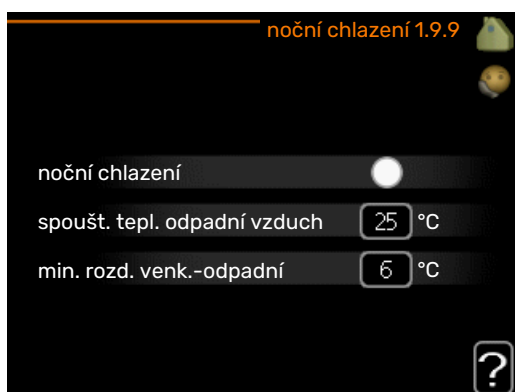 noční chlazení 1.9.9
noční chlazení
spoušt. tepl. odpadní vzduch 25 °C
min. rozd. venk.-odpadní 6 °C
?